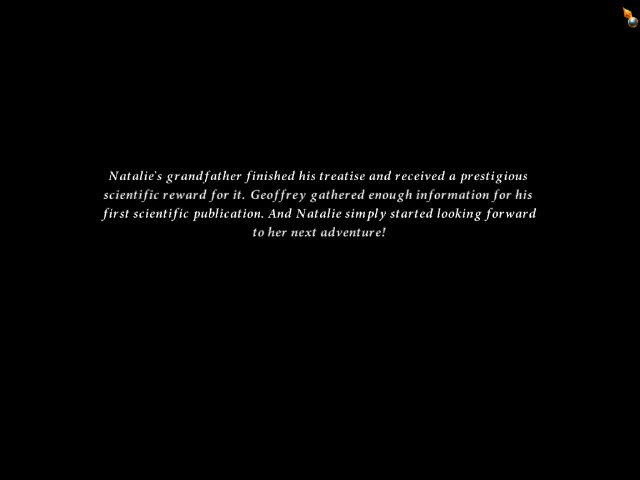 Natalie's grandfather finished his treatise and received a prestigious
scientific reward for it. Geoffrey gathered enough information for his
first scientific publication. And Natalie simply started looking forward
to her next adventure!